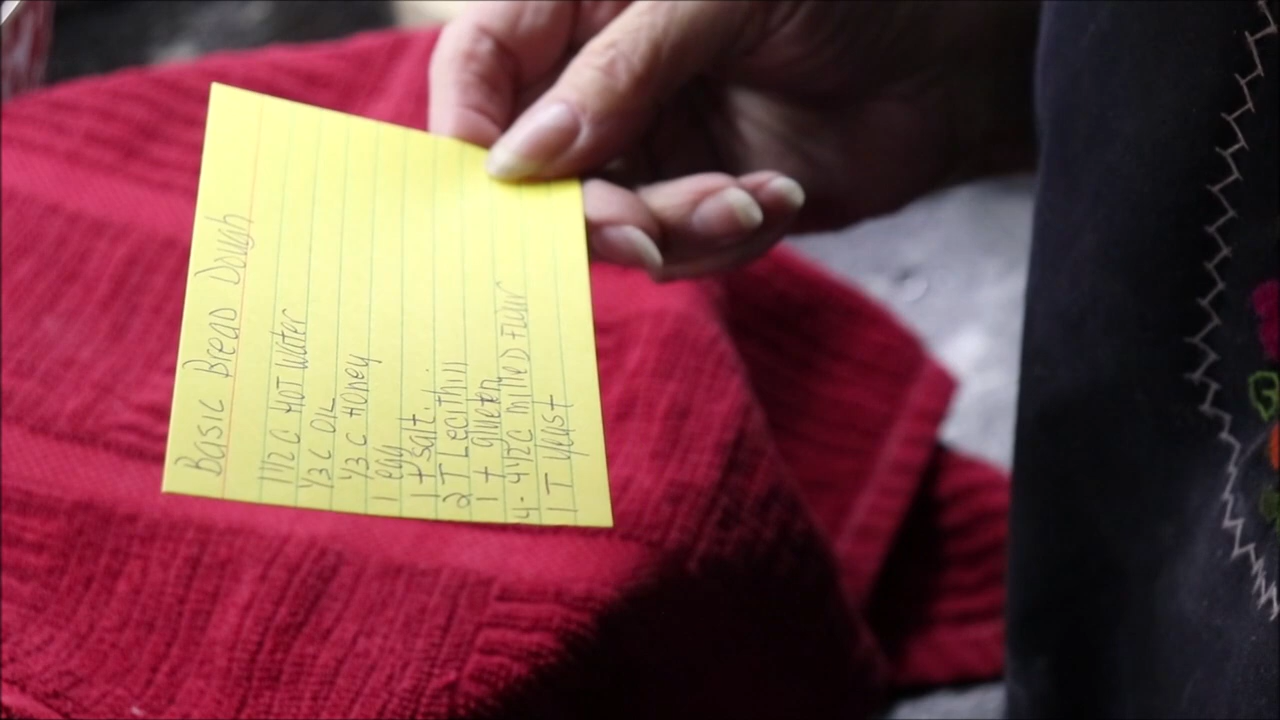 Basic Bread Dough
1 1/2 C HOT Water
1/3 C OIL
1/3 C HONey
1 egg
1 t salt.
2 T Lecithin
1 t gluten
4 - 4 1/2 C milled Flour
1 T yeast